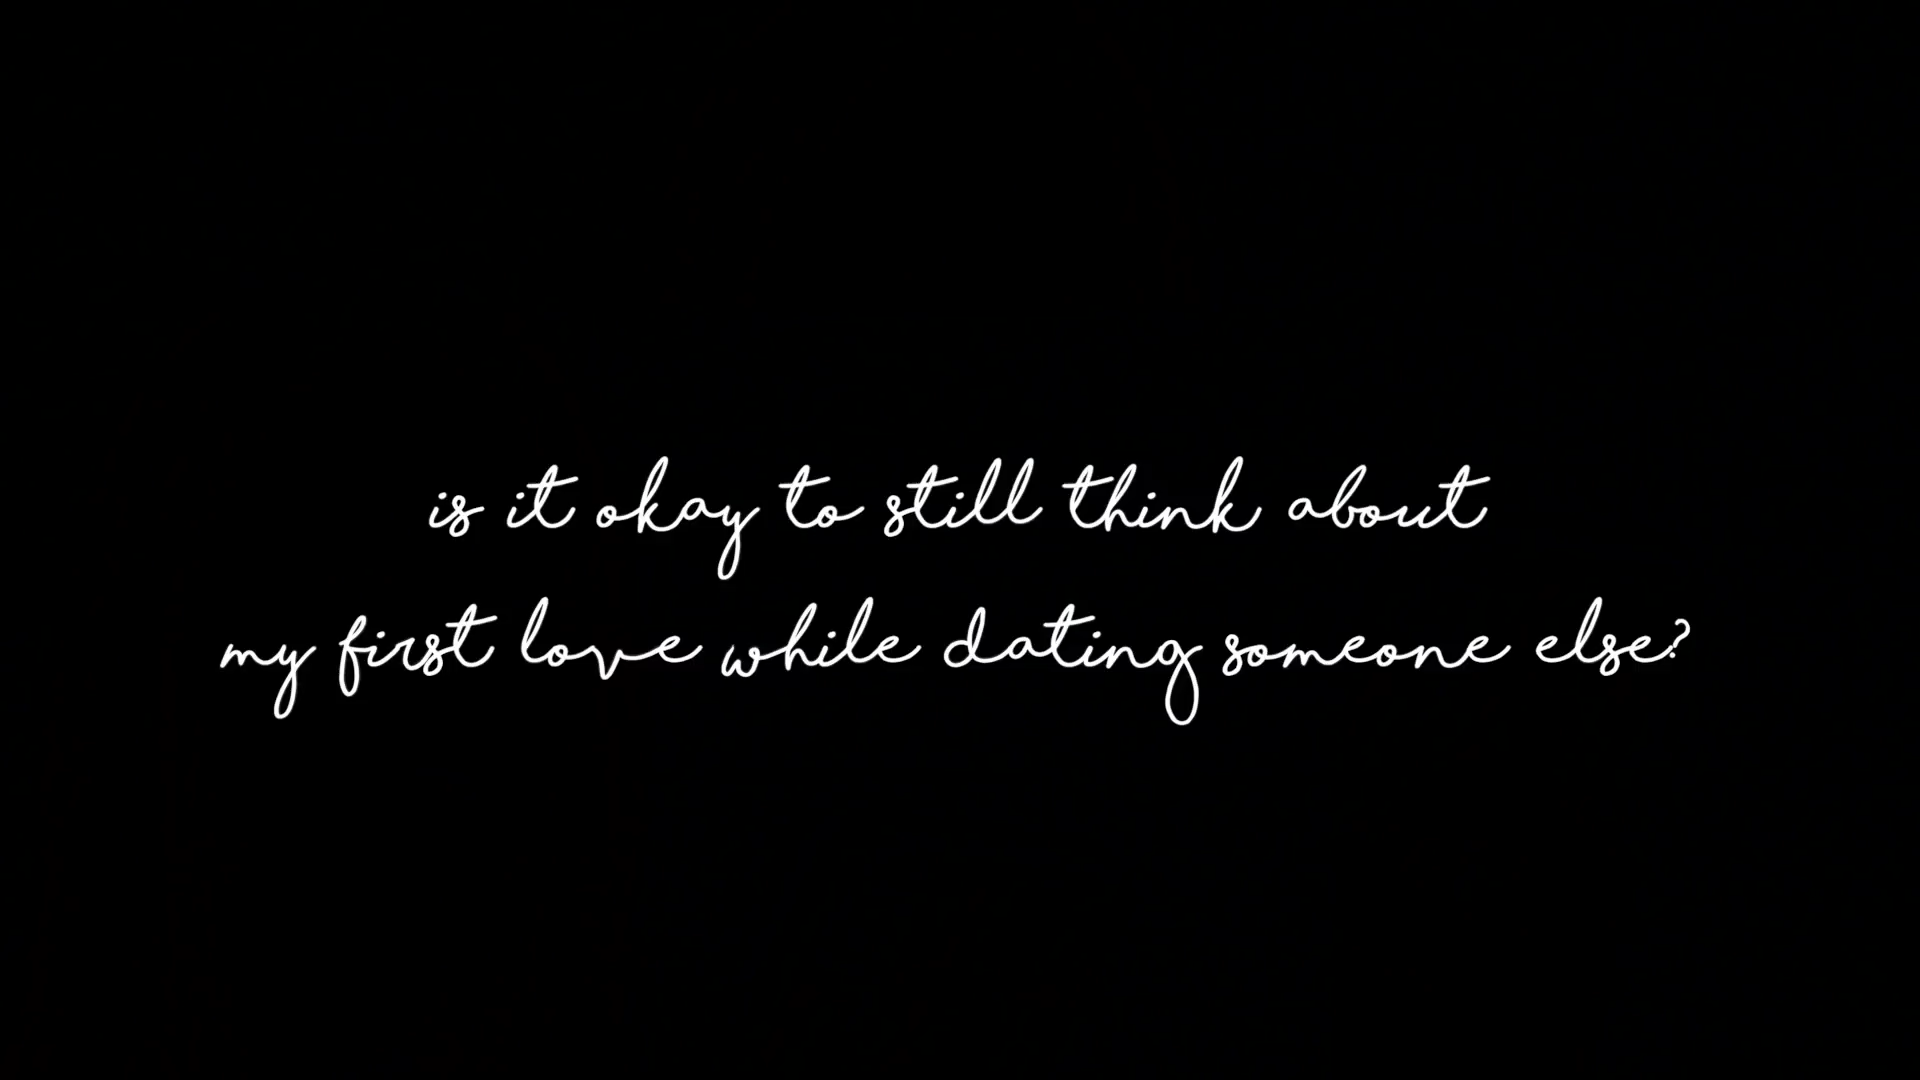 is it okay to still think about
my first love while dating someone else?